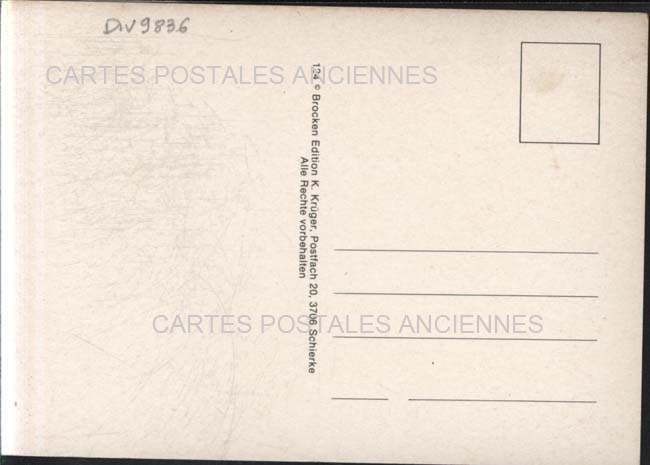 DIV9836
CARTES POSTALES ANCIENNES
124 © Brocken Edition K. Krüger, Postfach 20, 3706 Schierke
Alle Rechte vorbehalten
CARTES POSTALES ANCIENNES